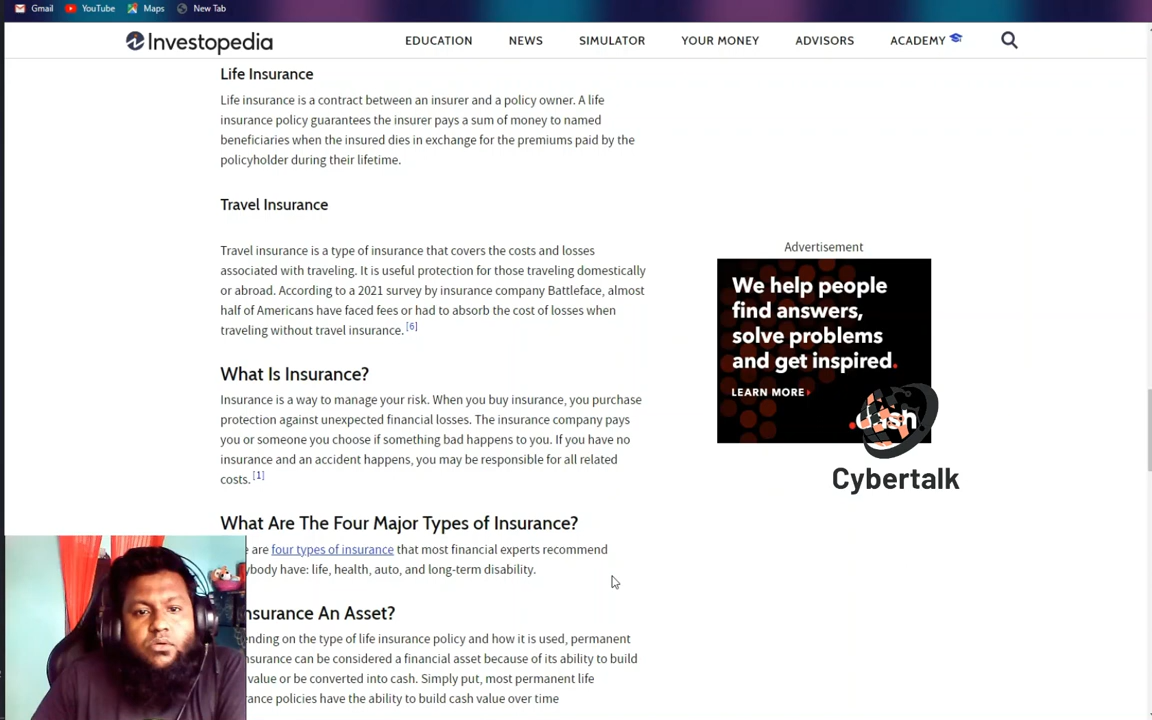 Gmail YouTube Maps New Tab
Investopedia
EDUCATION NEWS SIMULATOR YOUR MONEY ADVISORS ACADEMY
Life Insurance
Life insurance is a contract between an insurer and a policy owner. A life
insurance policy guarantees the insurer pays a sum of money to named
beneficiaries when the insured dies in exchange for the premiums paid by the
policyholder during their lifetime.
Travel Insurance
Travel insurance is a type of insurance that covers the costs and losses
associated with traveling. It is useful protection for those traveling domestically
or abroad. According to a 2021 survey by insurance company Battleface, almost
half of Americans have faced fees or had to absorb the cost of losses when
traveling without travel insurance. [6]
What Is Insurance?
Insurance is a way to manage your risk. When you buy insurance, you purchase
protection against unexpected financial losses. The insurance company pays
you or someone you choose if something bad happens to you. If you have no
insurance and an accident happens, you may be responsible for all related
costs. [1]
What Are The Four Major Types of Insurance?
are four types of insurance that most financial experts recommend
have: life, health, auto, and long-term disability.
An Asset?
on the type of life insurance policy and how it is used, permanent
can be considered a financial asset because of its ability to build
value or be converted into cash. Simply put, most permanent life
policies have the ability to build cash value over time
Advertisement
We help people
find answers,
solve problems
and get inspired.
LEARN MORE
Cybertalk